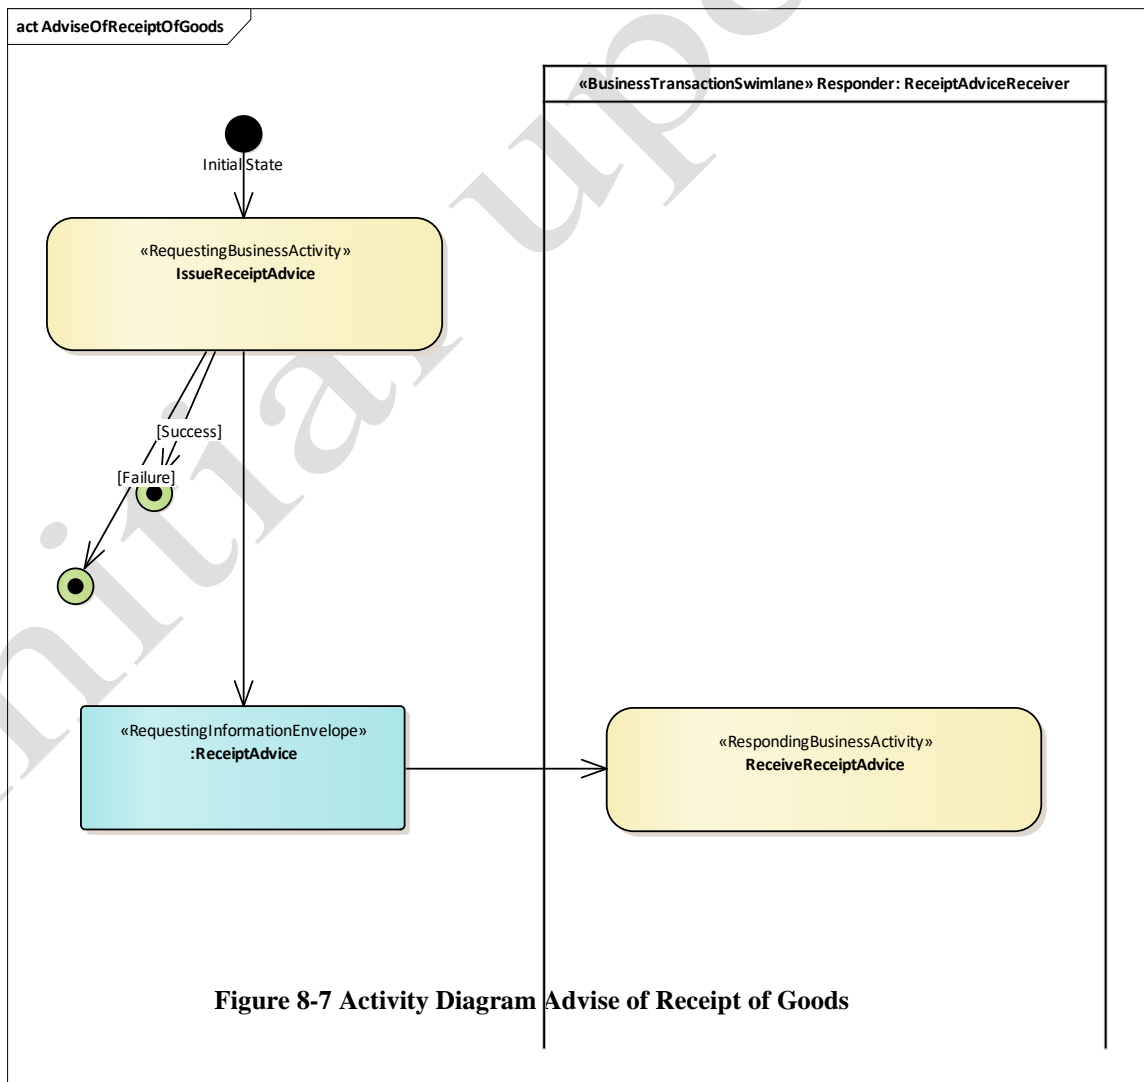 act AdviseOfReceiptOfGoods
«BusinessTransactionSwimlane» Responder: ReceiptAdviceReceiver
Initial State
«RequestingBusinessActivity»
IssueReceiptAdvice
[Success]
[Failure]
«RequestingInformationEnvelope»
:ReceiptAdvice
«RespondingBusinessActivity»
ReceiveReceiptAdvice
Figure 8-7 Activity Diagram Advise of Receipt of Goods